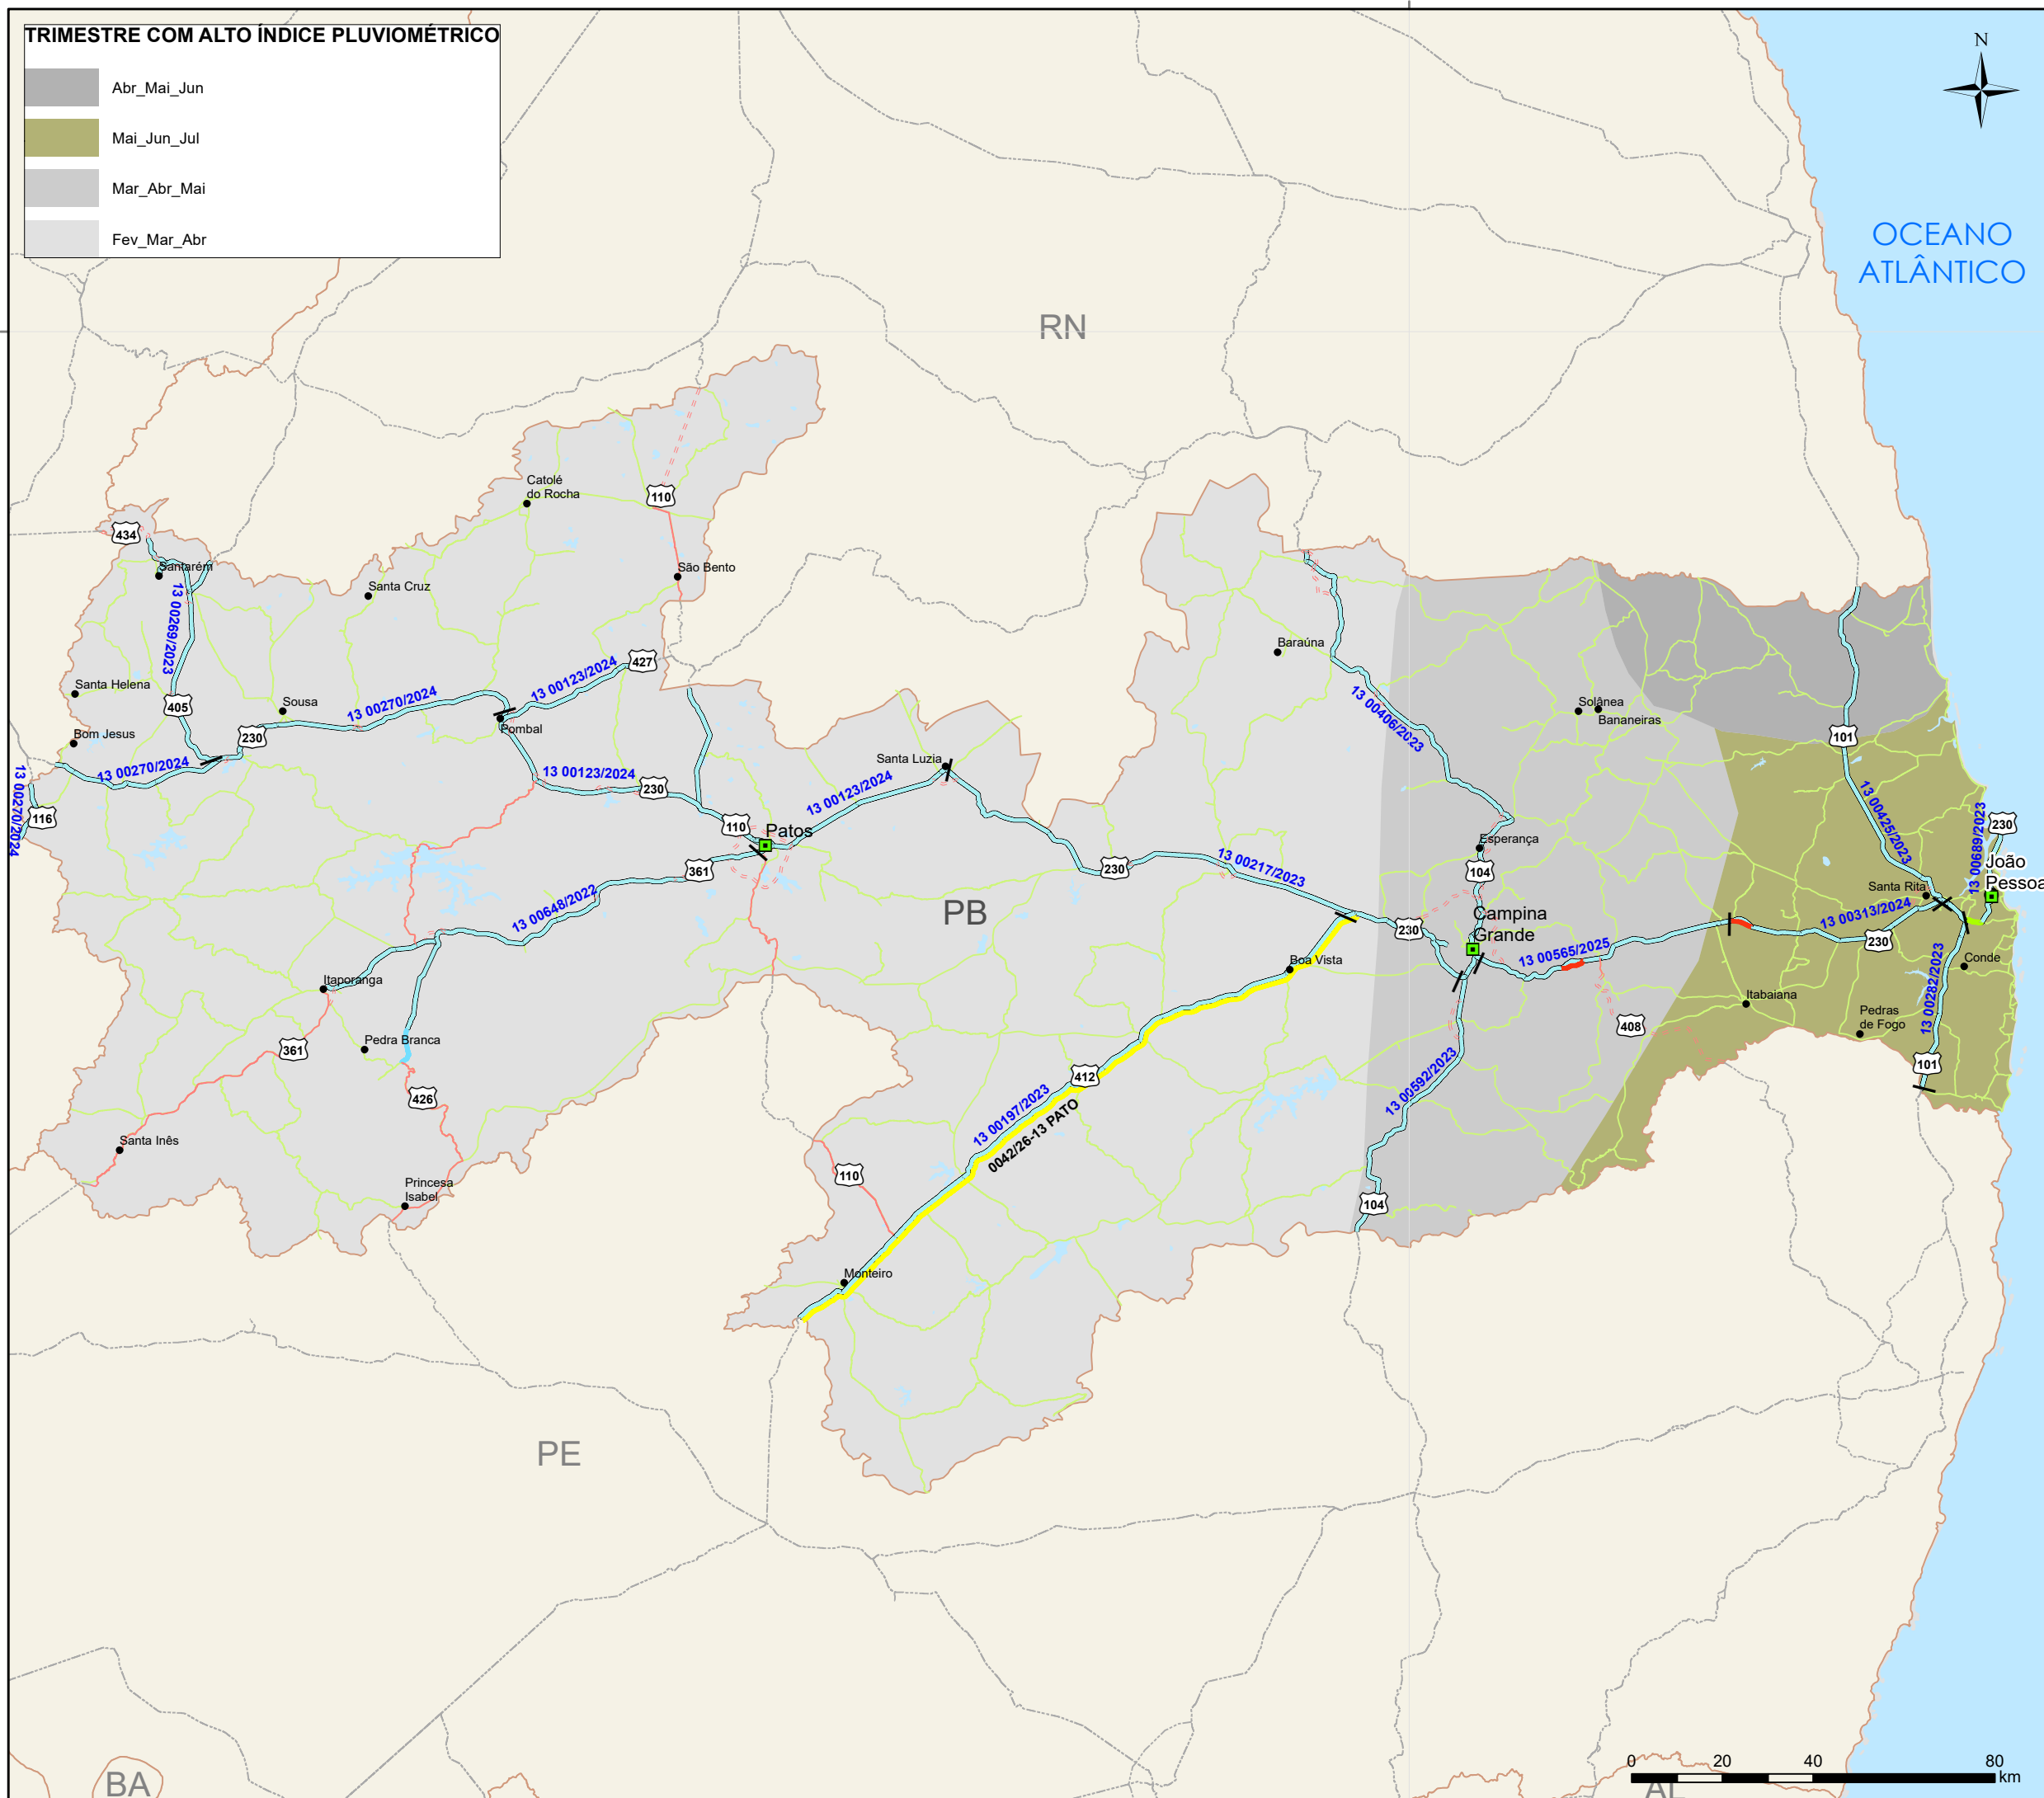 TRIMESTRE COM ALTO ÍNDICE PLUVIOMÉTRICO
Abr_Mai_Jun
Mai_Jun_Jul
Mar_Abr_Mai
Fev_Mar_Abr
N
OCEANO
ATLÂNTICO
RN
Catolé
do Rocha
110
434
Santarém
São Bento
Santa Cruz
13 00269/2023
Baraúna
427
13 00123/2024
Santa Helena
405
Sousa
13 00270/2024
Pombal
13 00406/2023
Solânea
Bananeiras
Bom Jesus
230
101
13 00270/2024
13 00123/2024
230
Santa Luzia
13 00123/2024
13 00270/2024
116
110
Patos
Esperança
13 00425/2023
13 00689/2023
230
João
Pessoa
361
230
13 00217/2023
104
13 00648/2022
PB
Campina
Grande
230
Santa Rita
13 00313/2024
230
13 00565/2025
Boa Vista
Conde
13 00282/2023
Itaporanga
Itabaiana
Pedras
de Fogo
408
361
Pedra Branca
426
412
101
13 00197/2023
0042/26-13 PATO
13 00592/2023
Santa Inês
110
Princesa
Isabel
104
Monteiro
PE
BA
AL
0
20
40
80
km